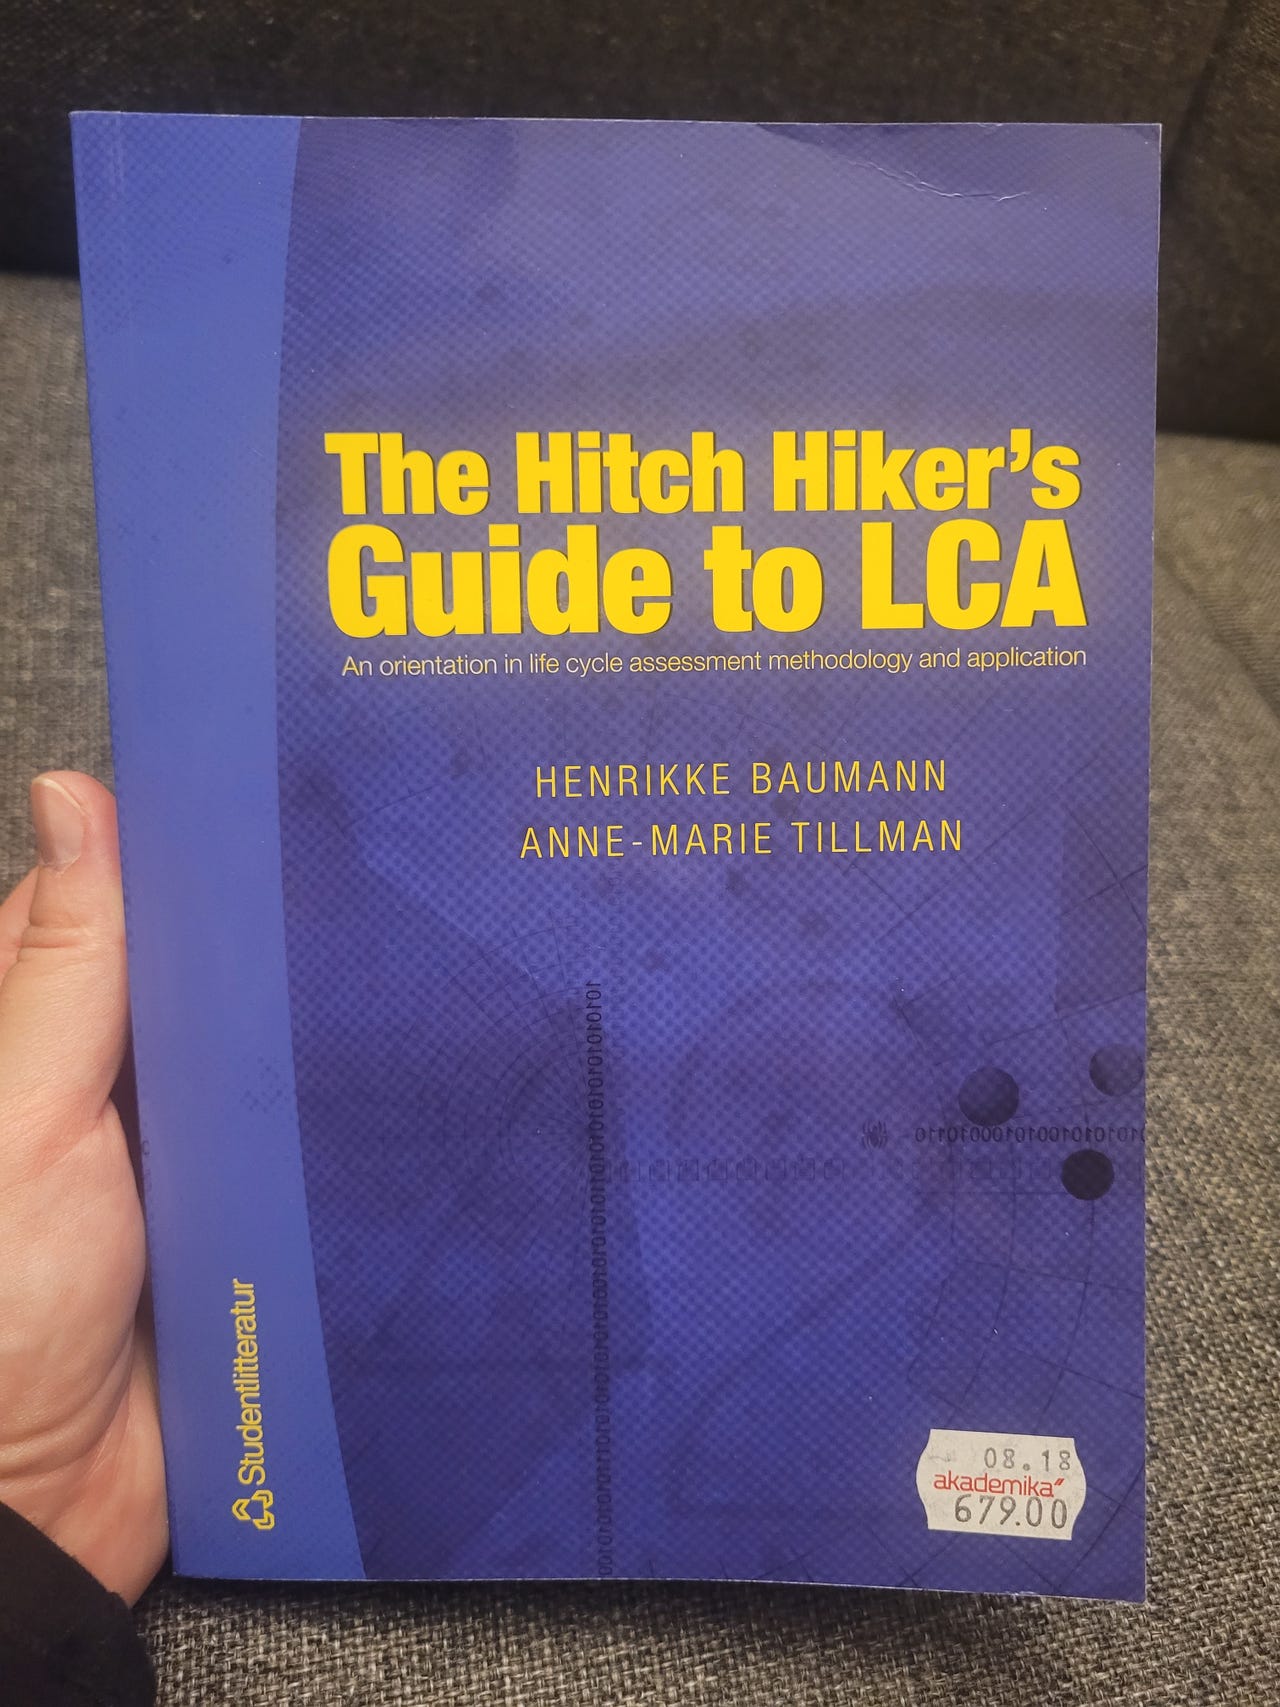 The Hitch Hiker's
Guide to LCA
An orientation in life cycle assessment methodology and application
HENRIKKE BAUMANN
ANNE-MARIE TILLMAN
Studentlitteratur
08.18
akademika
679.00